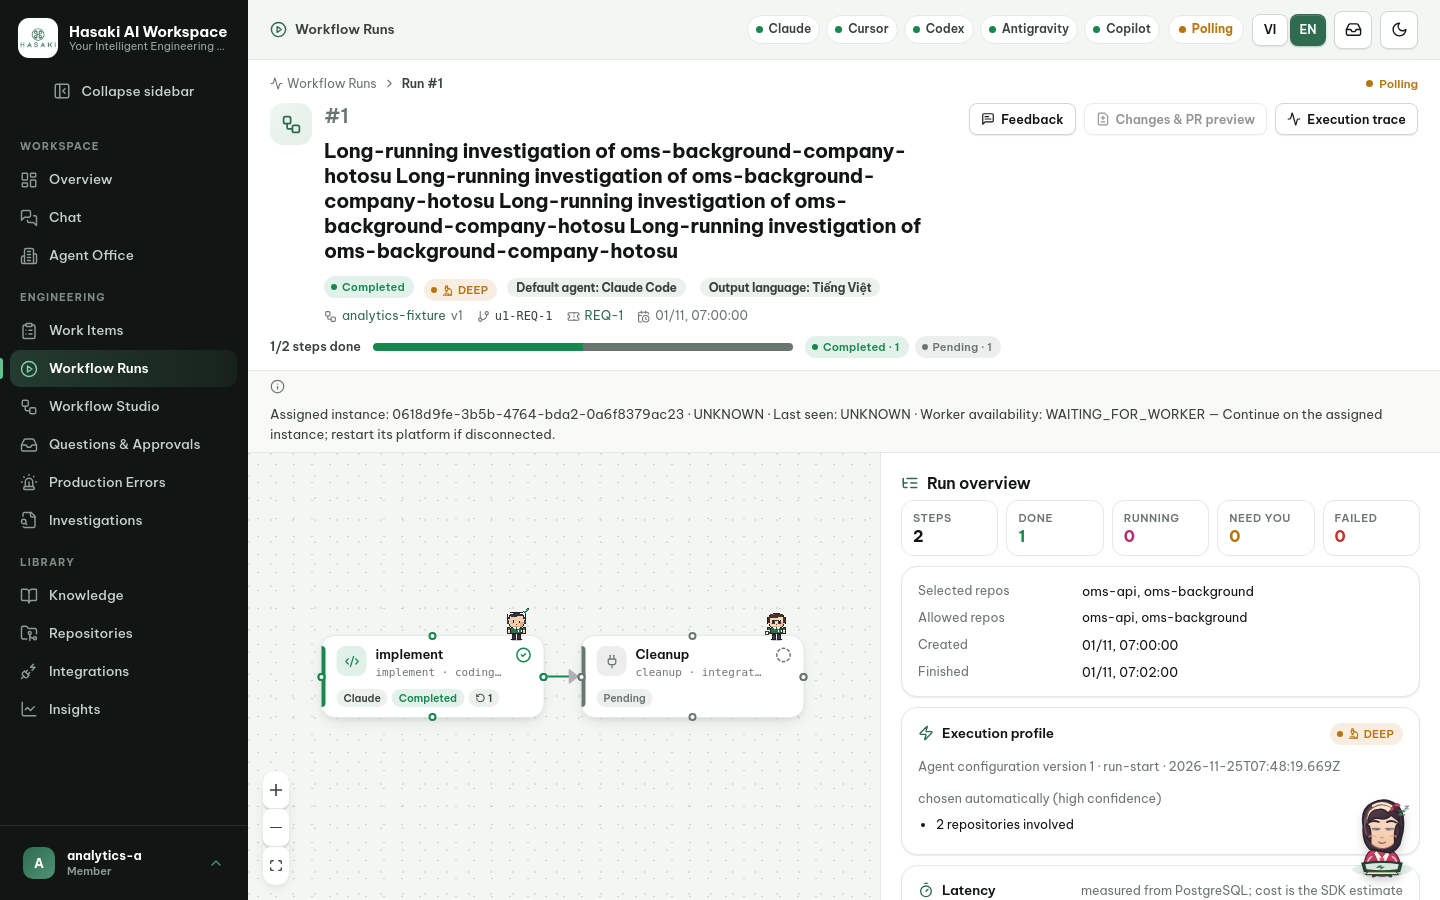 HASAKI
Hasaki AI Workspace
Your Intelligent Engineering ...
Collapse sidebar
WORKSPACE
Overview
Chat
Agent Office
ENGINEERING
Work Items
Workflow Runs
Workflow Studio
Questions & Approvals
Production Errors
Investigations
LIBRARY
Knowledge
Repositories
Integrations
Insights
A
analytics-a
Member
Workflow Runs
Claude
Cursor
Codex
Antigravity
Copilot
Polling
VI
EN
Workflow Runs > Run #1
Polling
#1
Feedback
Changes & PR preview
Execution trace
Long-running investigation of oms-background-company-
hotosu Long-running investigation of oms-background-
company-hotosu Long-running investigation of oms-
background-company-hotosu Long-running investigation of
oms-background-company-hotosu
Completed
DEEP
Default agent: Claude Code
Output language: Tiếng Việt
analytics-fixture v1
u1-REQ-1
REQ-1
01/11, 07:00:00
1/2 steps done
Completed · 1
Pending · 1
Assigned instance: 0618d9fe-3b5b-4764-bda2-0a6f8379ac23 · UNKNOWN · Last seen: UNKNOWN · Worker availability: WAITING_FOR_WORKER — Continue on the assigned
instance; restart its platform if disconnected.
implement
implement · coding…
Claude
Completed
1
Cleanup
cleanup · integrat…
Pending
Run overview
STEPS
2
DONE
1
RUNNING
0
NEED YOU
0
FAILED
0
Selected repos
oms-api, oms-background
Allowed repos
oms-api, oms-background
Created
01/11, 07:00:00
Finished
01/11, 07:02:00
Execution profile
DEEP
Agent configuration version 1 · run-start · 2026-11-25T07:48:19.669Z
chosen automatically (high confidence)
• 2 repositories involved
Latency
measured from PostgreSQL; cost is the SDK estimate